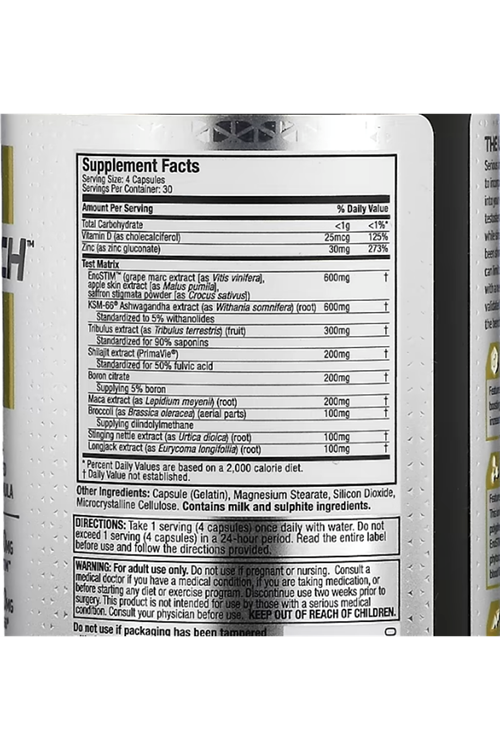 Supplement Facts
Serving Size: 4 Capsules
Servings Per Container: 30
Amount Per Serving % Daily Value
Total Carbohydrate <1g <1%*
Vitamin D (as cholecalciferol) 25mcg 125%
Zinc (as zinc gluconate) 30mg 273%
Test Matrix
EnoSTIM™ (grape marc extract [as Vitis vinifera], 600mg †
apple skin extract [as Malus pumila],
saffron stigmata powder [as Crocus sativus])
KSM-66® Ashwagandha extract (as Withania somnifera) (root) 600mg †
Standardized to 5% withanolides
Tribulus extract (as Tribulus terrestris) (fruit) 300mg †
Standardized for 90% saponins
Shilajit extract (PrimaVie®) 200mg †
Standardized for 50% fulvic acid
Boron citrate 200mg †
Supplying 5% boron
Maca extract (as Lepidium meyenii) (root) 200mg †
Broccoli (as Brassica oleracea) (aerial parts) 100mg †
Supplying diindolylmethane
Stinging nettle extract (as Urtica dioica) (root) 100mg †
Longjack extract (as Eurycoma longifolia) (root) 100mg †
* Percent Daily Values are based on a 2,000 calorie diet.
† Daily Value not established.
Other Ingredients: Capsule (Gelatin), Magnesium Stearate, Silicon Dioxide,
Microcrystalline Cellulose. Contains milk and sulphite ingredients.
DIRECTIONS: Take 1 serving (4 capsules) once daily with water. Do not
exceed 1 serving (4 capsules) in a 24-hour period. Read the entire label
before use and follow the directions provided.
WARNING: For adult use only. Do not use if pregnant or nursing. Consult a
medical doctor if you have a medical condition, if you are taking medication, or
before starting any diet or exercise program. Discontinue use two weeks prior to
surgery. This product is not intended for use by those with a serious medical
condition. Consult your physician before use. KEEP OUT OF REACH OF CHILDREN.
Do not use if packaging has been tampered